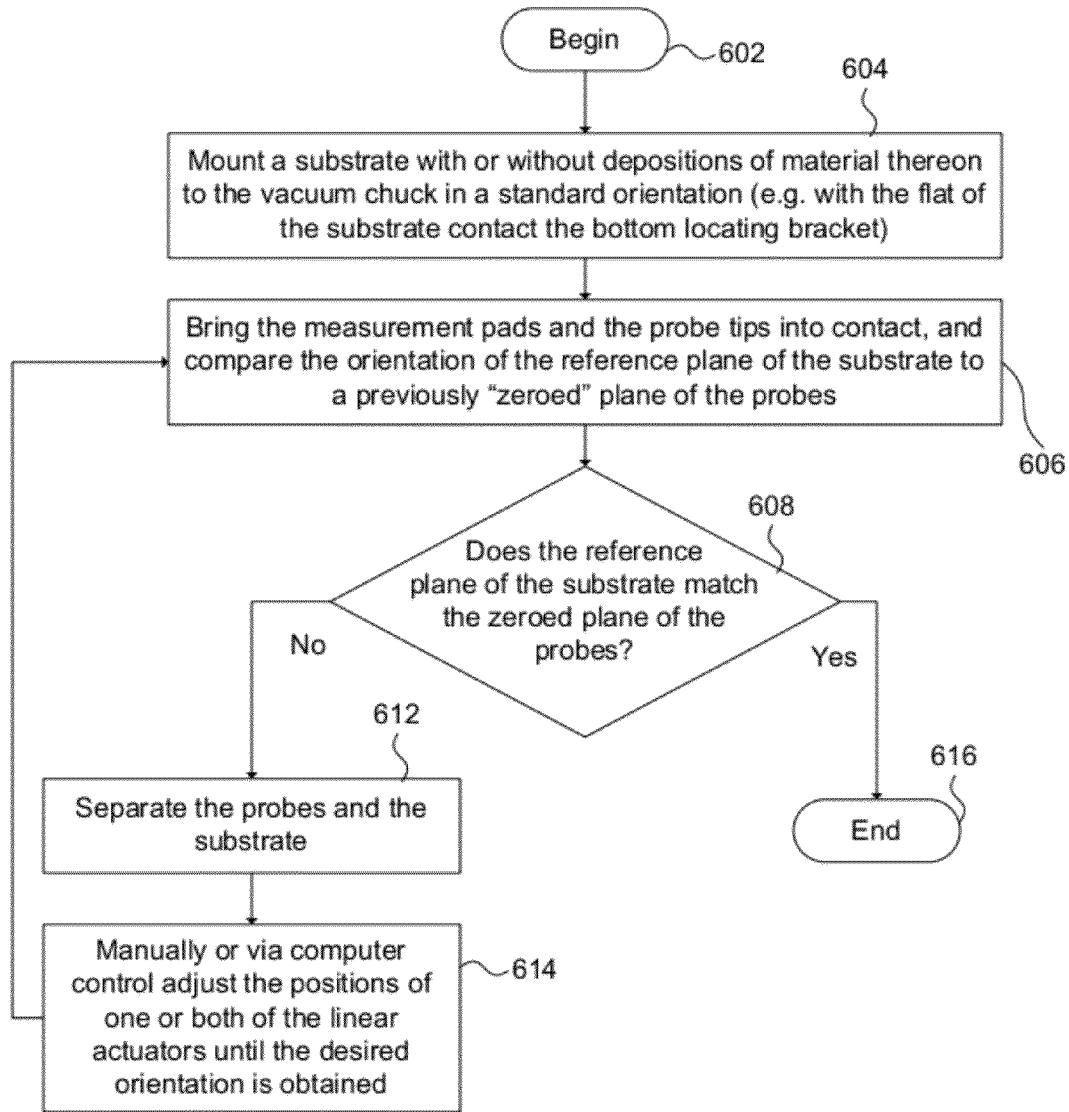 Begin
602
604
Mount a substrate with or without depositions of material thereon
to the vacuum chuck in a standard orientation (e.g. with the flat of
the substrate contact the bottom locating bracket)
Bring the measurement pads and the probe tips into contact, and
compare the orientation of the reference plane of the substrate to
a previously “zeroed” plane of the probes
606
608
Does the reference
plane of the substrate match
the zeroed plane of the
probes?
No
Yes
612
Separate the probes and the
substrate
616
End
Manually or via computer
control adjust the positions of
one or both of the linear
actuators until the desired
orientation is obtained
614